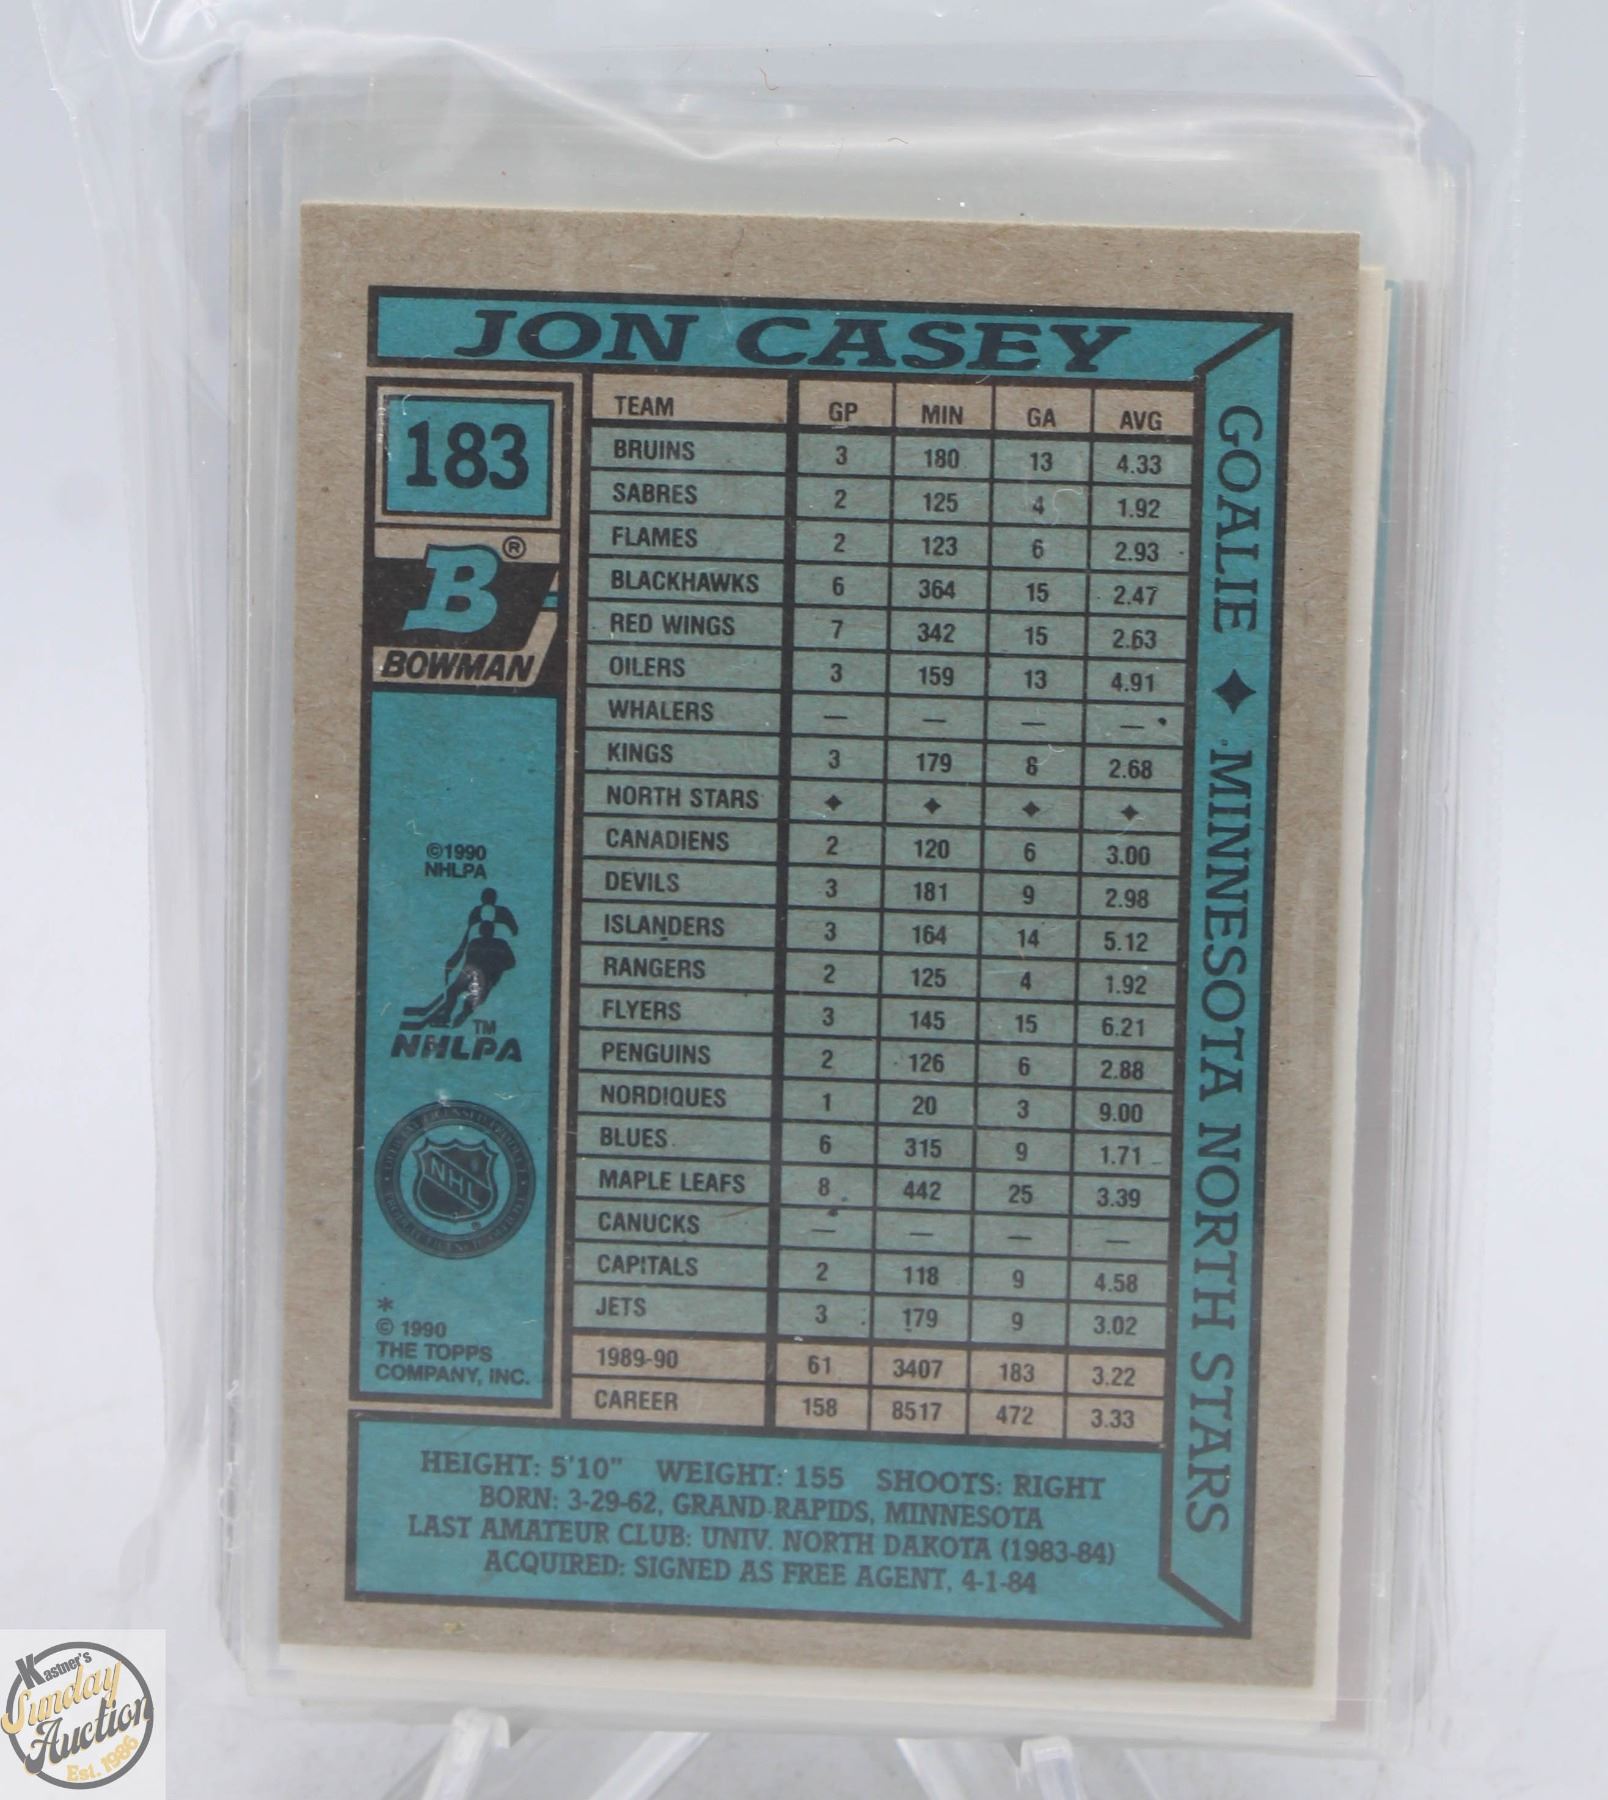 JON CASEY
183
B®
BOWMAN
©1990
NHLPA
TM
NHLPA
NHL
®
*
© 1990
THE TOPPS
COMPANY, INC.
TEAM GP MIN GA AVG
BRUINS 3 180 13 4.33
SABRES 2 125 4 1.92
FLAMES 2 123 6 2.93
BLACKHAWKS 6 364 15 2.47
RED WINGS 7 342 15 2.63
OILERS 3 159 13 4.91
WHALERS — — — —
KINGS 3 179 8 2.68
NORTH STARS ✦ ✦ ✦ ✦
CANADIENS 2 120 6 3.00
DEVILS 3 181 9 2.98
ISLANDERS 3 164 14 5.12
RANGERS 2 125 4 1.92
FLYERS 3 145 15 6.21
PENGUINS 2 126 6 2.88
NORDIQUES 1 20 3 9.00
BLUES 6 315 9 1.71
MAPLE LEAFS 8 442 25 3.39
CANUCKS — — — —
CAPITALS 2 118 9 4.58
JETS 3 179 9 3.02
1989-90 61 3407 183 3.22
CAREER 158 8517 472 3.33
GOALIE ✦ MINNESOTA NORTH STARS
HEIGHT: 5'10" WEIGHT: 155 SHOOTS: RIGHT
BORN: 3-29-62, GRAND RAPIDS, MINNESOTA
LAST AMATEUR CLUB: UNIV. NORTH DAKOTA (1983-84)
ACQUIRED: SIGNED AS FREE AGENT, 4-1-84
Kastner's
Sunday
Auction
Est. 1986